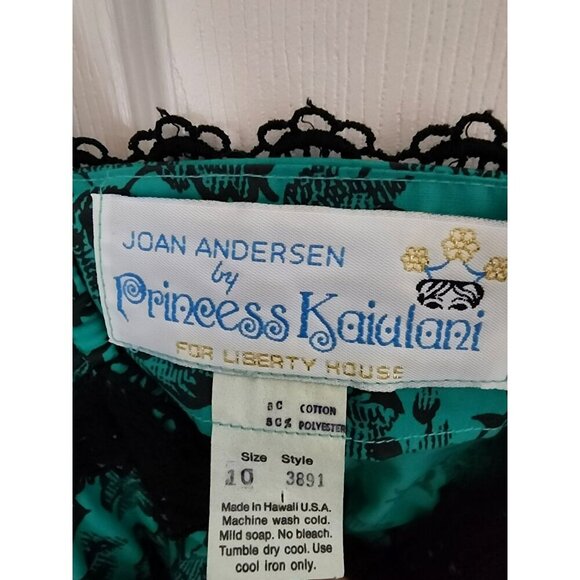 JOAN ANDERSEN
by
Princess Kaiulani
FOR LIBERTY HOUSE
COTTON
POLYESTER
Size Style
10 3891
Made in Hawaii U.S.A.
Machine wash cold.
Mild soap. No bleach.
Tumble dry cool. Use
cool iron only.